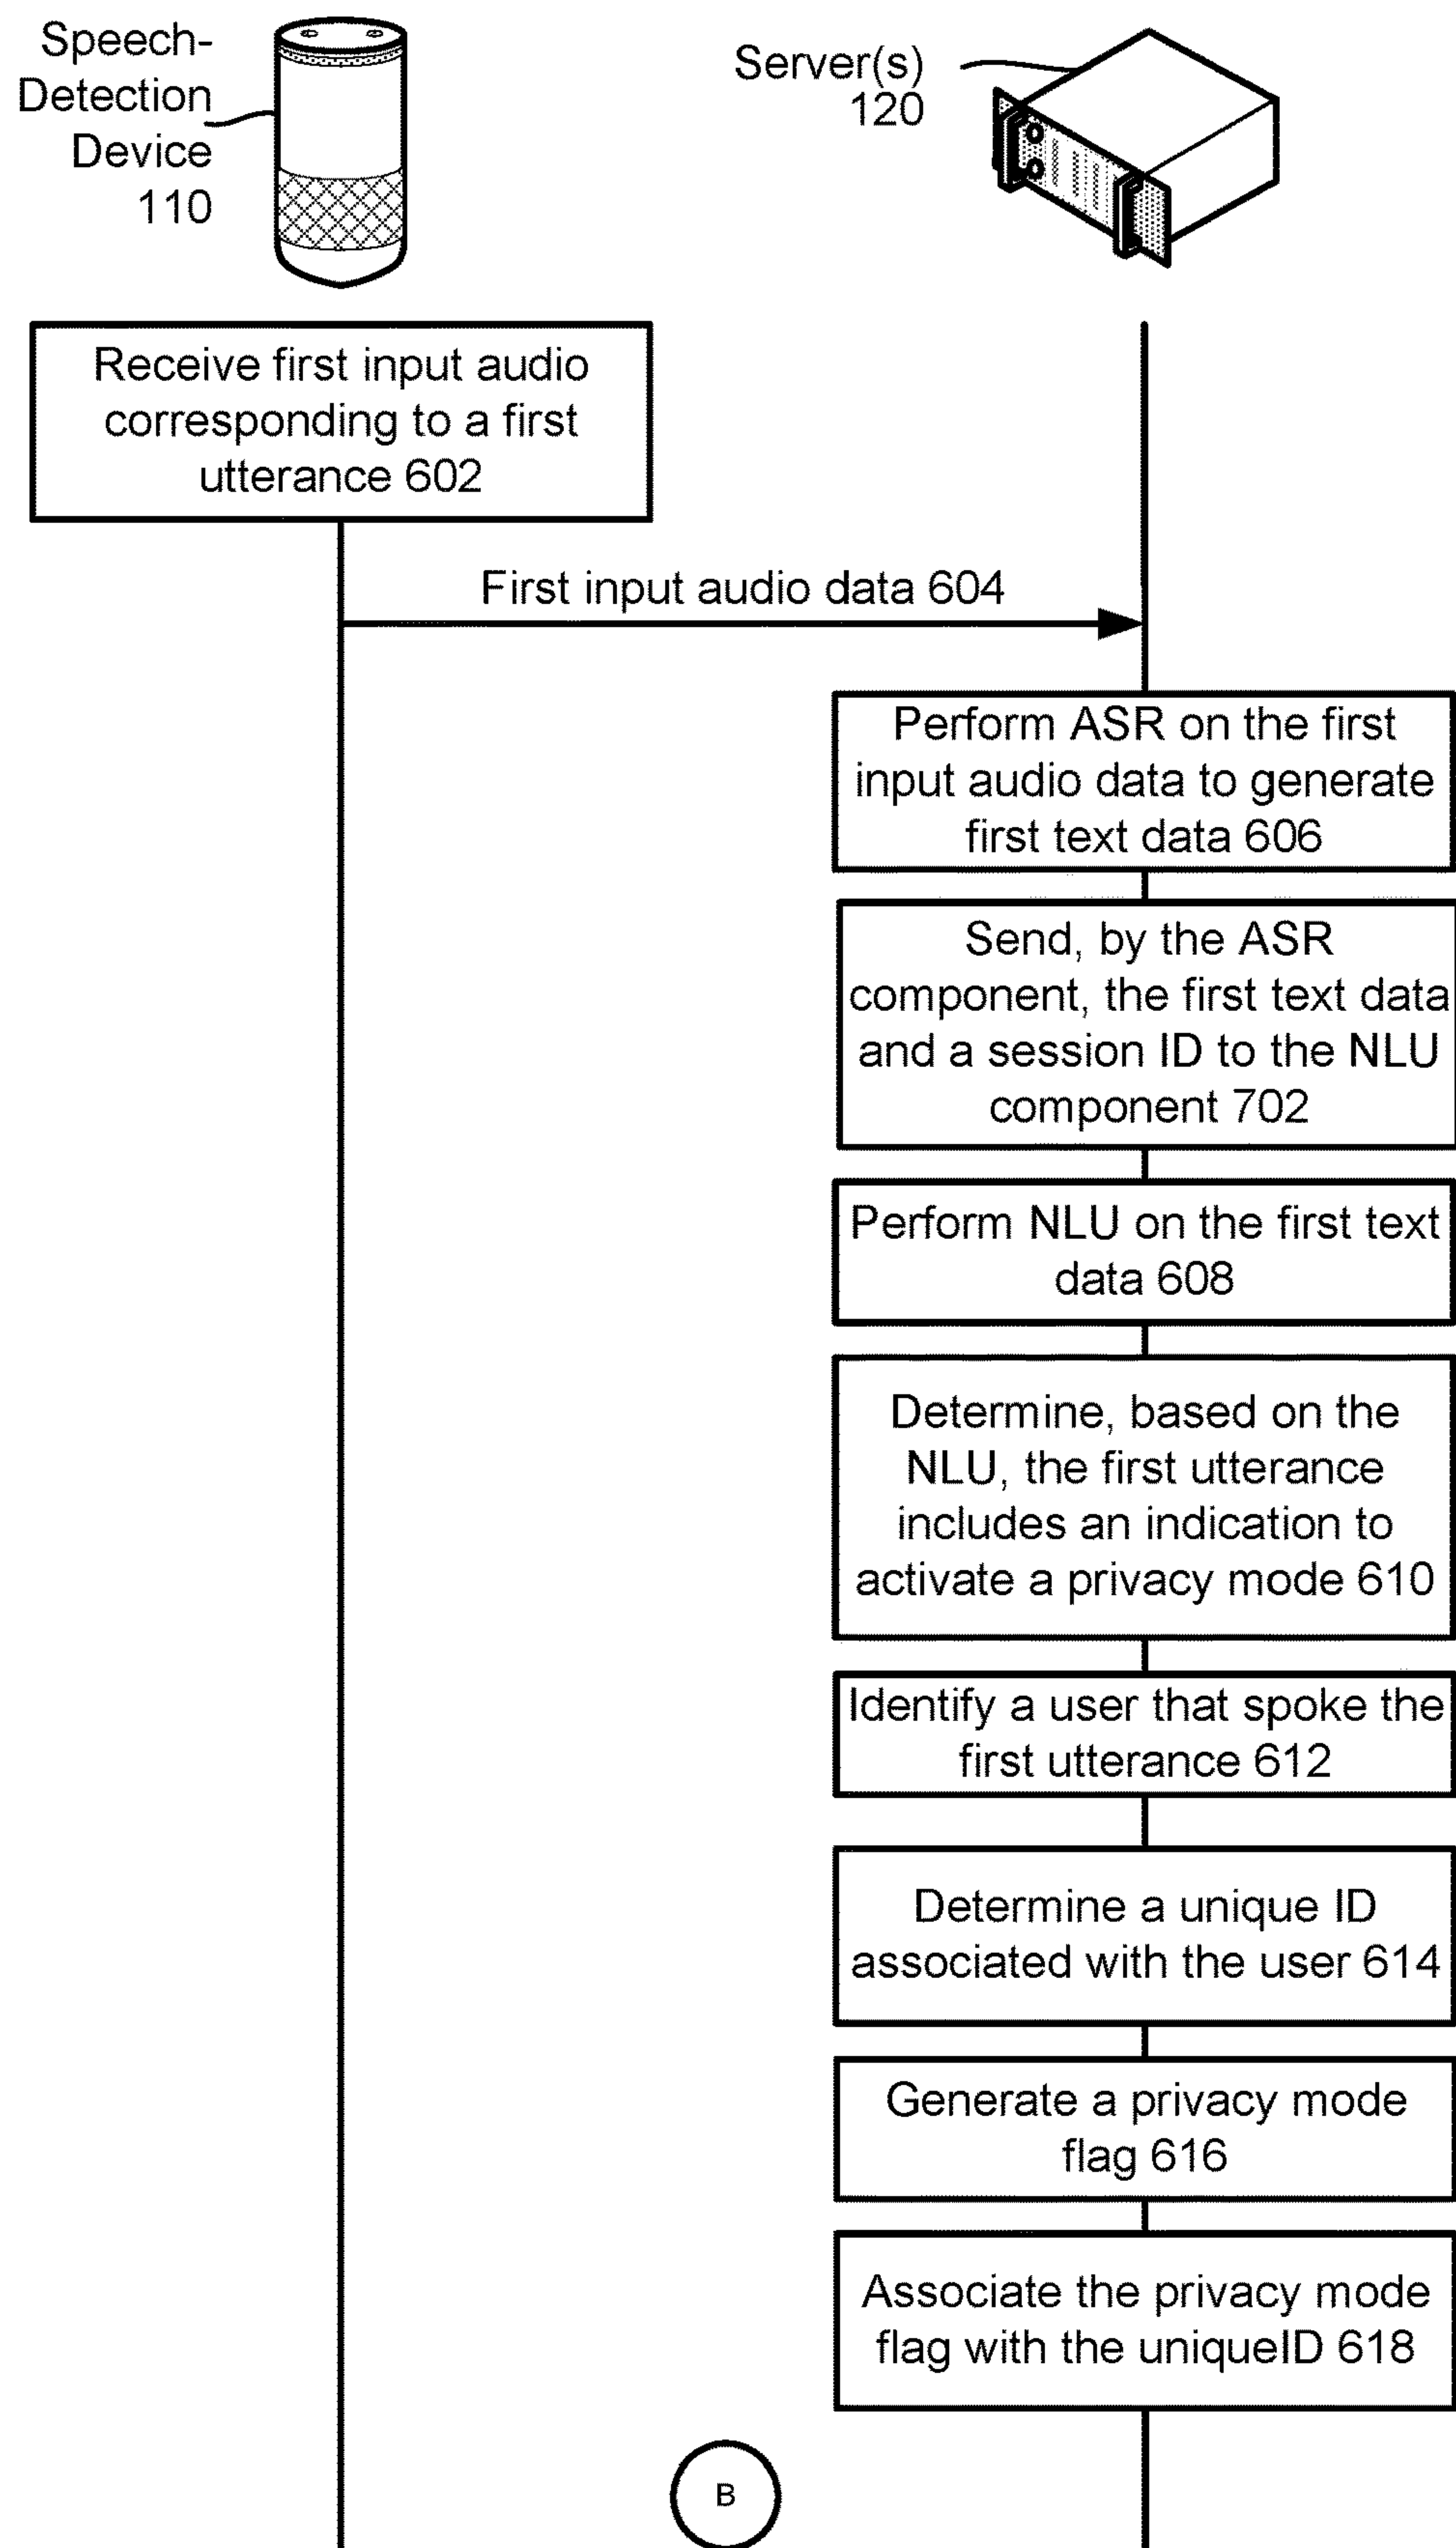 Speech-
Detection
Device
110
Server(s)
120
Receive first input audio
corresponding to a first
utterance 602
First input audio data 604
Perform ASR on the first
input audio data to generate
first text data 606
Send, by the ASR
component, the first text data
and a session ID to the NLU
component 702
Perform NLU on the first text
data 608
Determine, based on the
NLU, the first utterance
includes an indication to
activate a privacy mode 610
Identify a user that spoke the
first utterance 612
Determine a unique ID
associated with the user 614
Generate a privacy mode
flag 616
Associate the privacy mode
flag with the uniqueID 618
B